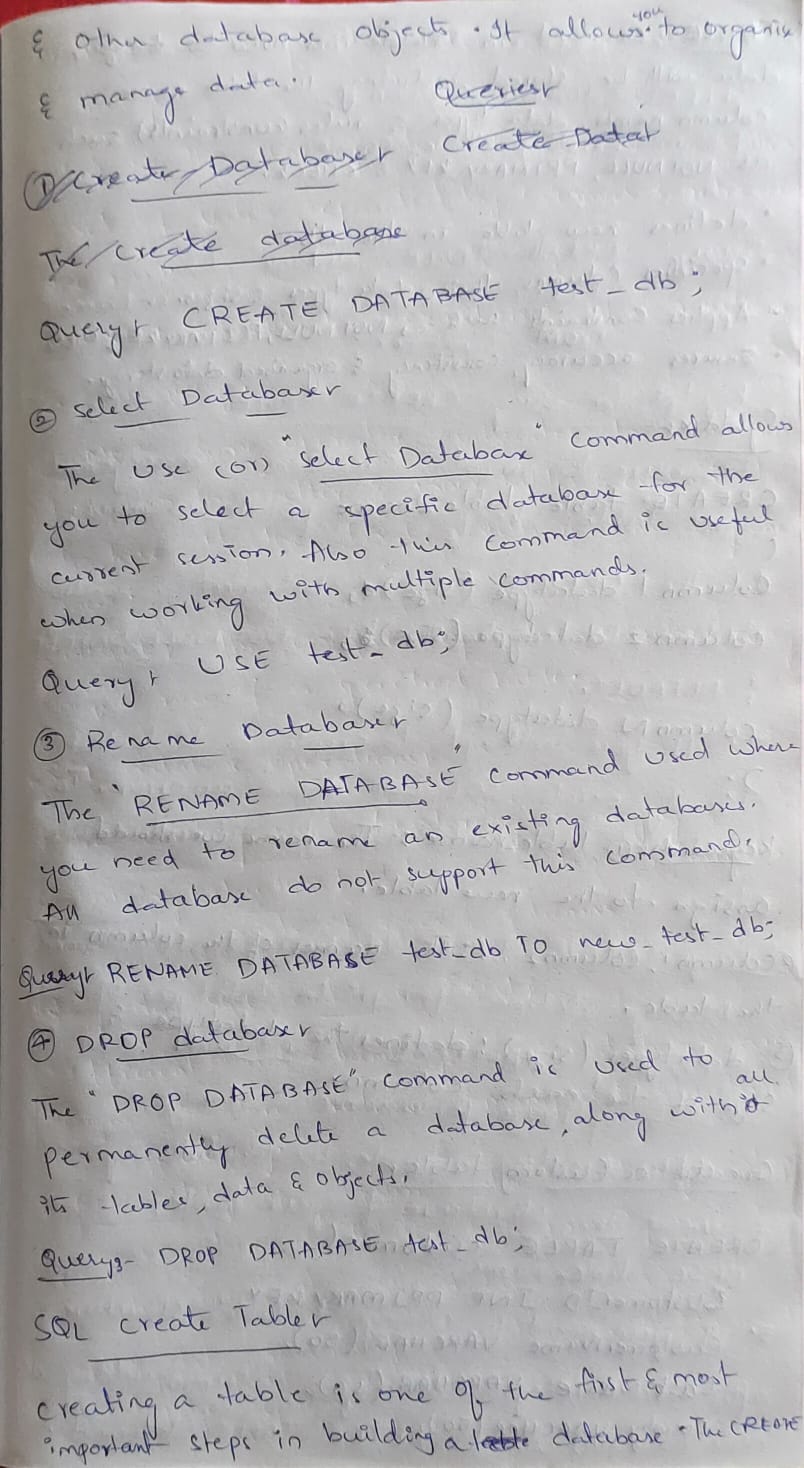 & other database objects. It allows you to organize
& manage data.
Queries:-
① Create Database:- Create Data:-
The Create database
Query:- CREATE DATABASE test_db;
② Select Database:-
The USE (or) "Select Database" Command allows
you to select a specific database for the
current session. Also this Command is useful
when working with multiple commands.
Query:- USE test_db;
③ Rename Database:-
The "RENAME DATABASE" Command used where
you need to rename an existing databases.
All database do not support this command.
Query:- RENAME DATABASE test_db TO new_test_db;
④ DROP database:-
The "DROP DATABASE" Command is used to
permanently delete a database, along with all
its tables, data & objects.
Query:- DROP DATABASE test_db;
SQL Create Table:-
Creating a table is one of the first & most
important steps in building a database. The CREATE